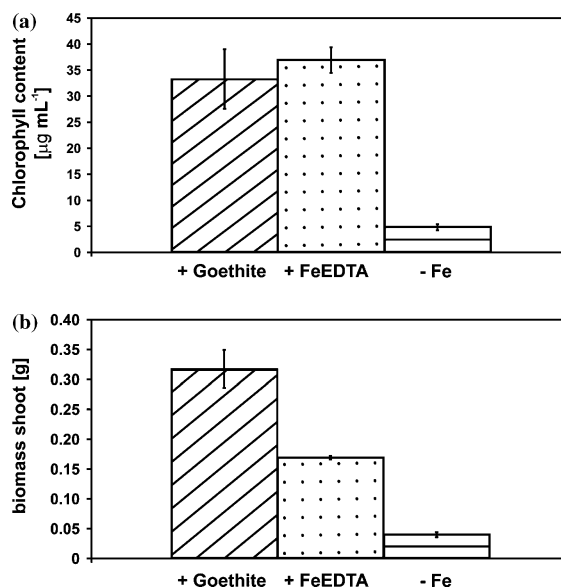 (a)
Chlorophyll content
[µg mL⁻¹]
45
40
35
30
25
20
15
10
5
0
+ Goethite + FeEDTA - Fe
(b)
biomass shoot [g]
0.40
0.35
0.30
0.25
0.20
0.15
0.10
0.05
0
+ Goethite + FeEDTA - Fe